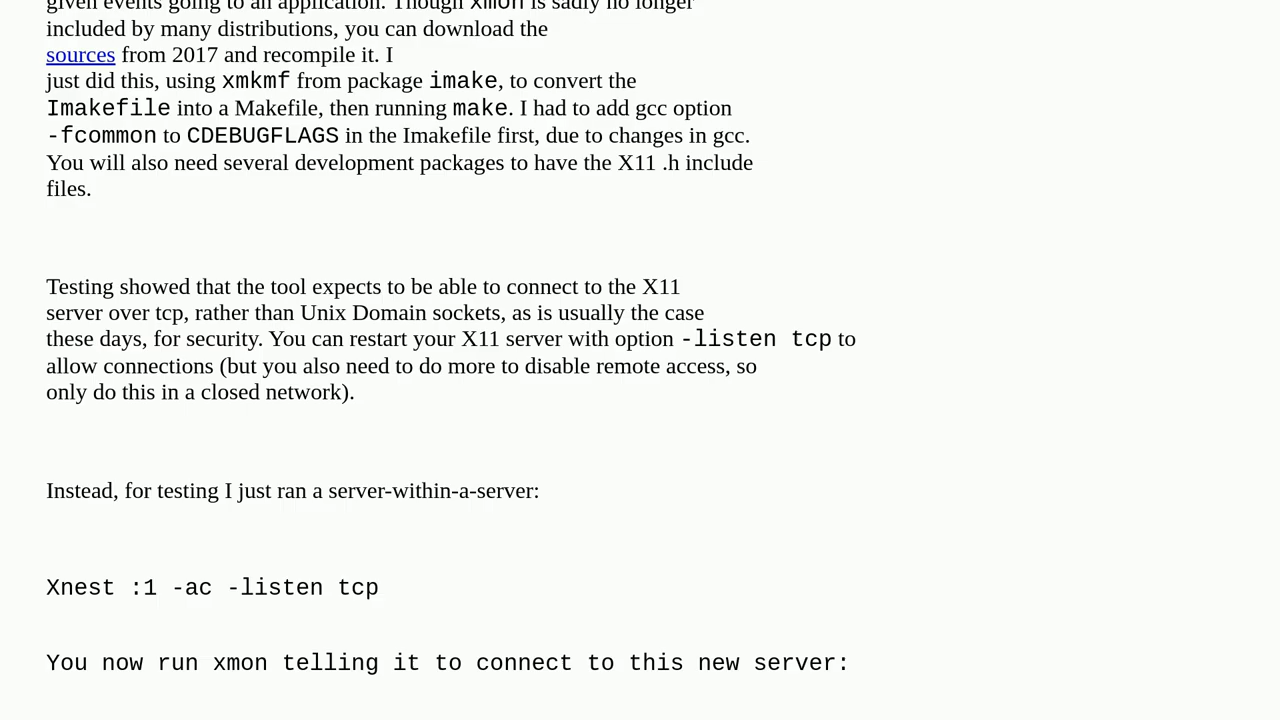 given events going to an application. Though xmon is sadly no longer
included by many distributions, you can download the
sources from 2017 and recompile it. I
just did this, using xmkmf from package imake, to convert the
Imakefile into a Makefile, then running make. I had to add gcc option
-fcommon to CDEBUGFLAGS in the Imakefile first, due to changes in gcc.
You will also need several development packages to have the X11 .h include
files.
Testing showed that the tool expects to be able to connect to the X11
server over tcp, rather than Unix Domain sockets, as is usually the case
these days, for security. You can restart your X11 server with option -listen tcp to
allow connections (but you also need to do more to disable remote access, so
only do this in a closed network).
Instead, for testing I just ran a server-within-a-server:
Xnest :1 -ac -listen tcp
You now run xmon telling it to connect to this new server: